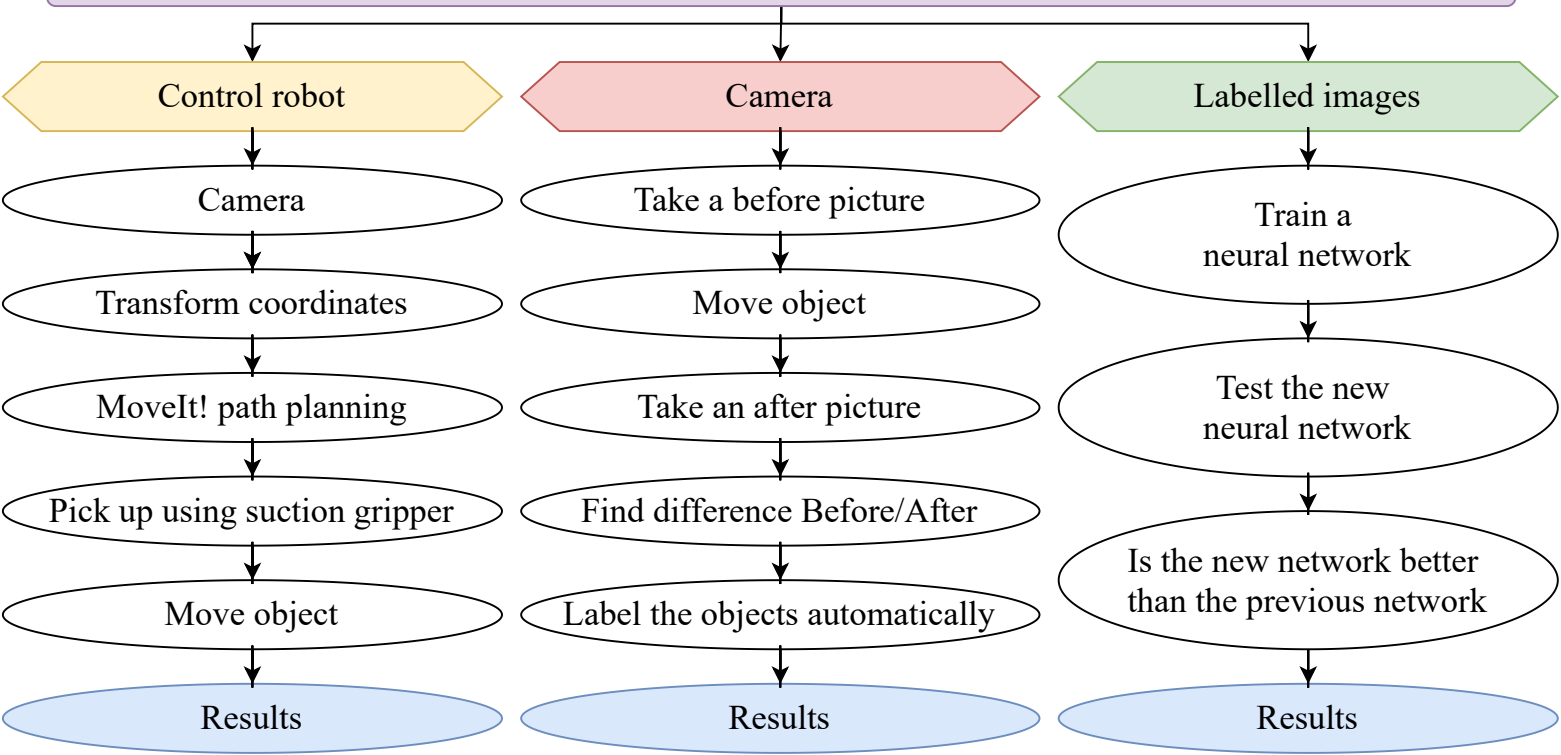 Control robot
Camera
Transform coordinates
MoveIt! path planning
Pick up using suction gripper
Move object
Results
Camera
Take a before picture
Move object
Take an after picture
Find difference Before/After
Label the objects automatically
Results
Labelled images
Train a
neural network
Test the new
neural network
Is the new network better
than the previous network
Results